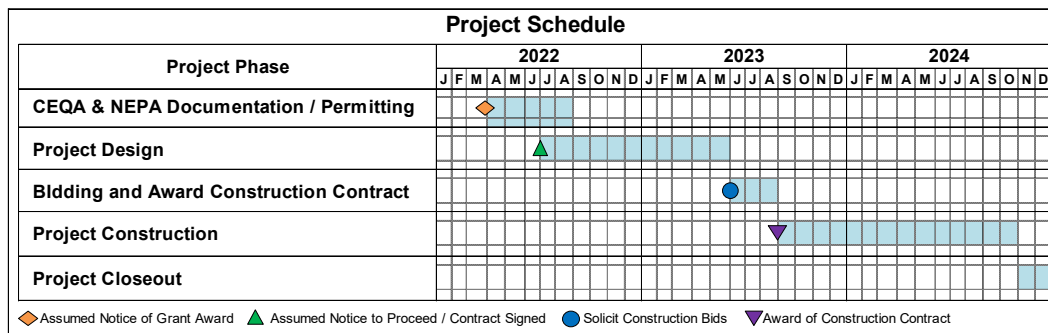 Project Schedule
Project Phase
2022 2023 2024
J F M A M J J A S O N D J F M A M J J A S O N D J F M A M J J A S O N D
CEQA & NEPA Documentation / Permitting
Project Design
BIdding and Award Construction Contract
Project Construction
Project Closeout
Assumed Notice of Grant Award Assumed Notice to Proceed / Contract Signed Solicit Construction Bids Award of Construction Contract